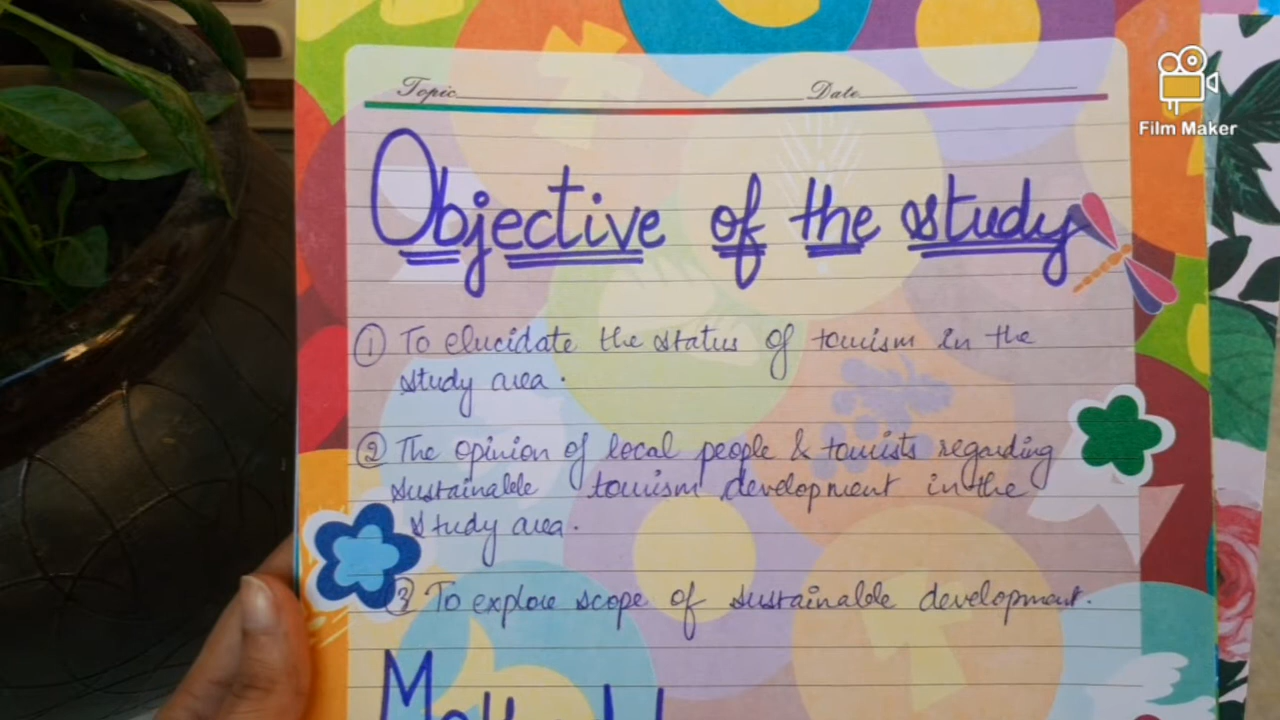 Topic Date
Film Maker
Objective of the study
① To elucidate the status of tourism in the
study area.
② The opinion of local people & tourists regarding
sustainable tourism development in the
study area.
③ To explore scope of sustainable development.